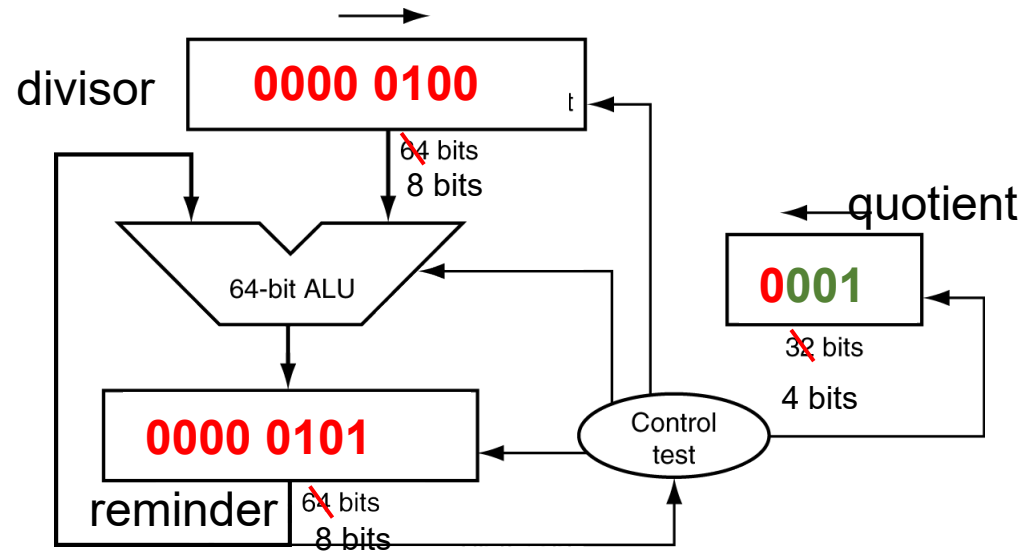 divisor
0000 0100
t
64 bits
8 bits
quotient
0001
32 bits
4 bits
64-bit ALU
Control
test
0000 0101
reminder
64 bits
8 bits